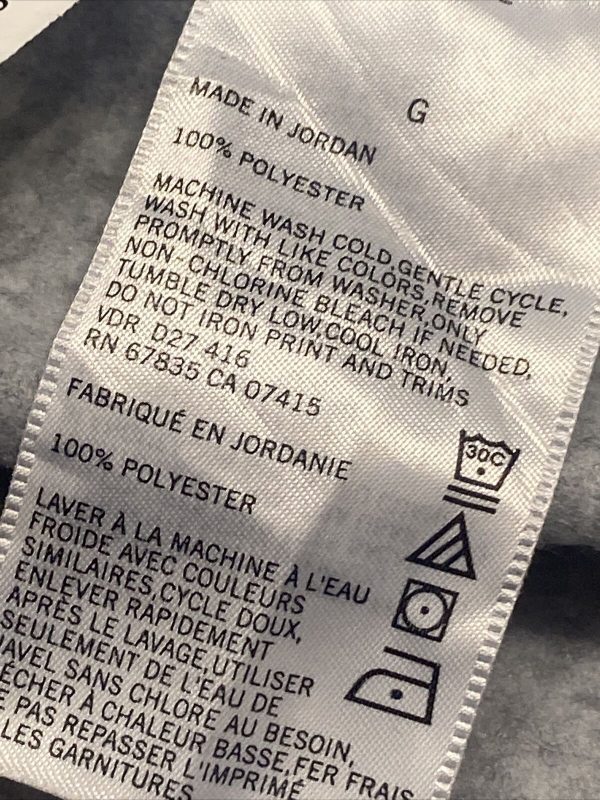 G
MADE IN JORDAN
100% POLYESTER
MACHINE WASH COLD,GENTLE CYCLE,
WASH WITH LIKE COLORS,REMOVE
PROMPTLY FROM WASHER,ONLY
NON CHLORINE BLEACH IF NEEDED,
TUMBLE DRY LOW,COOL IRON,
DO NOT IRON PRINT AND TRIMS
VDR D27 416
RN 67835 CA 07415
30C
FABRIQUÉ EN JORDANIE
100% POLYESTER
LAVER À LA MACHINE À L'EAU
FROIDE AVEC COULEURS
SIMILAIRES,CYCLE DOUX,
ENLEVER RAPIDEMENT
APRÈS LE LAVAGE,UTILISER
SEULEMENT DE L'EAU DE
JAVEL SANS CHLORE AU BESOIN,
ÉCHER À CHALEUR BASSE,FER FRAIS
PAS REPASSER L'IMPRIMÉ
LES GARNITURES